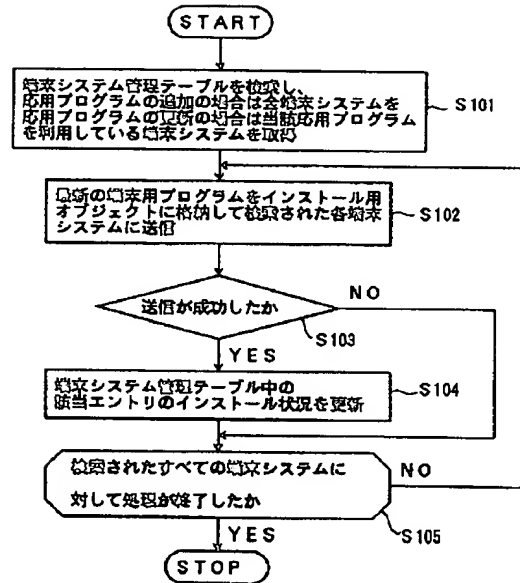 START
端末システム管理テーブルを検索し、
応用プログラムの追加の場合は全端末システムを
応用プログラムの更新の場合は当該応用プログラム
を利用している端末システムを取得
S101
最新の端末用プログラムをインストール用
オブジェクトに格納して検索された各端末
システムに送信
S102
送信が成功したか
NO
S103
YES
端末システム管理テーブル中の
該当エントリのインストール状況を更新
S104
検索されたすべての端末システムに
対して処理が終了したか
NO
S105
YES
STOP